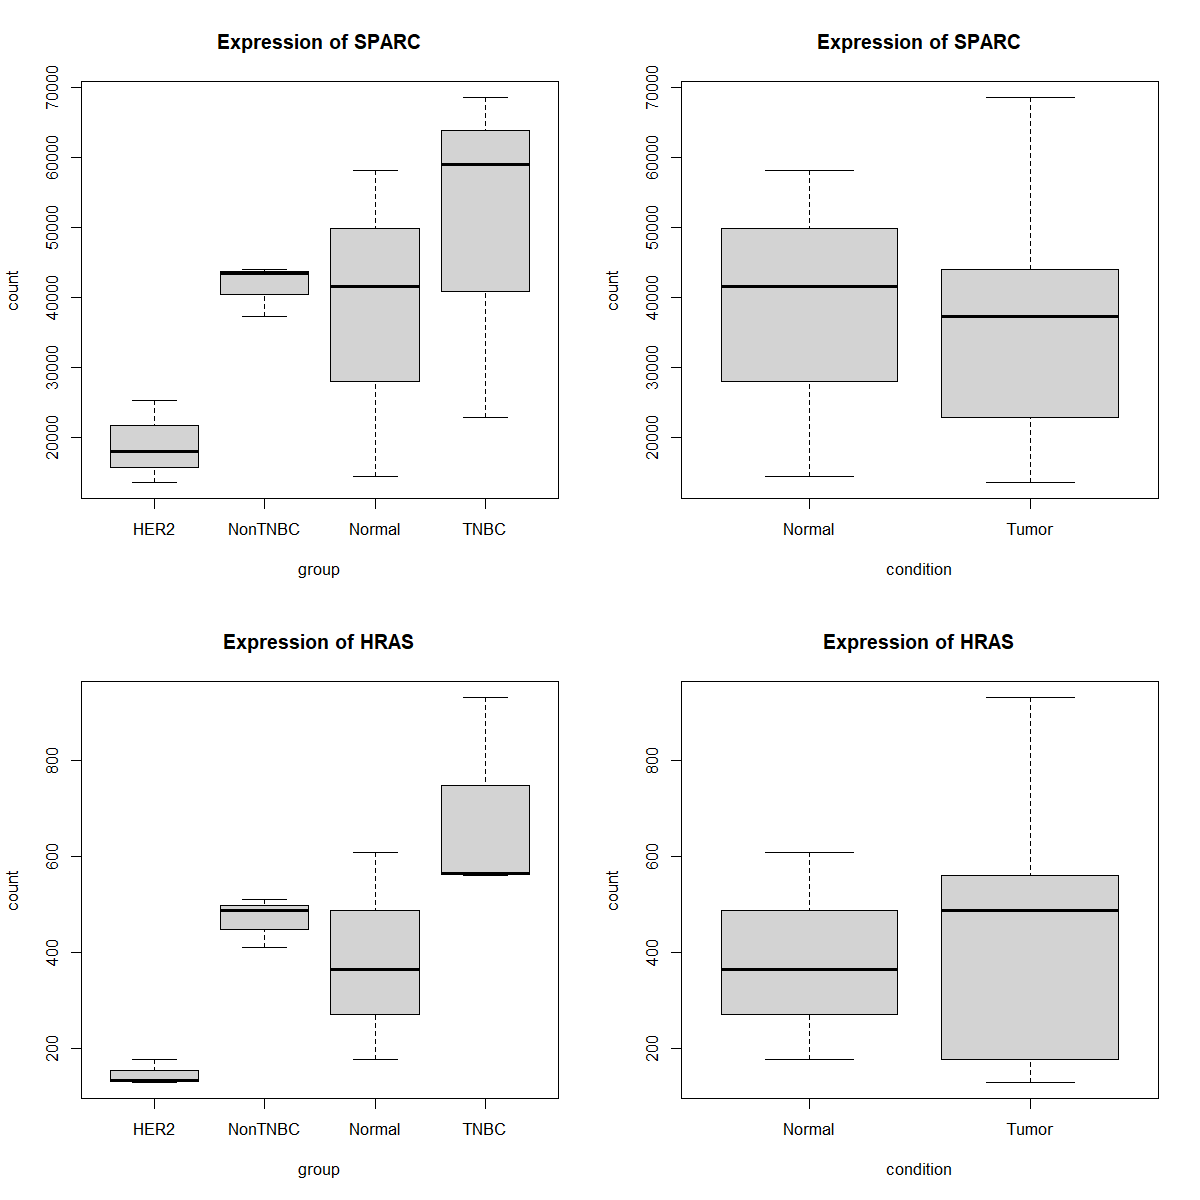 Expression of SPARC
count
70000
60000
50000
40000
30000
20000
HER2 NonTNBC Normal TNBC
group
Expression of SPARC
count
70000
60000
50000
40000
30000
20000
Normal Tumor
condition
Expression of HRAS
count
800
600
400
200
HER2 NonTNBC Normal TNBC
group
Expression of HRAS
count
800
600
400
200
Normal Tumor
condition